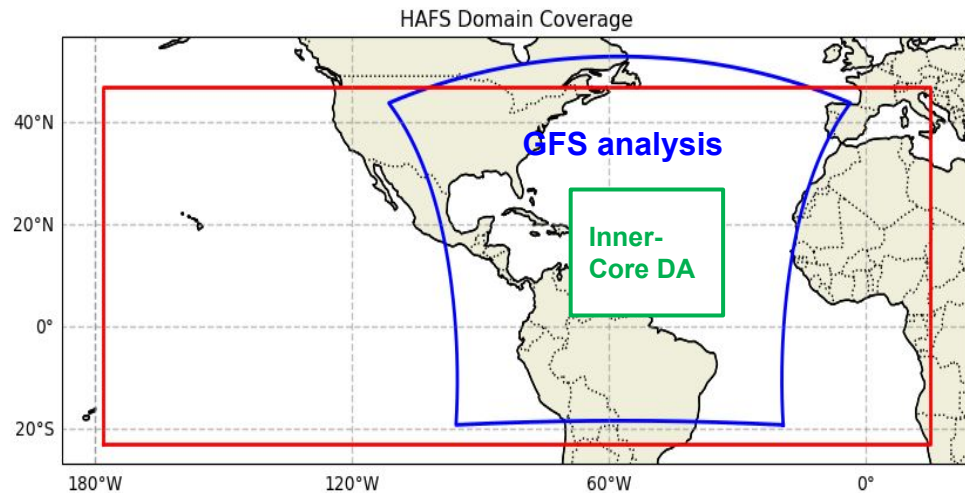 HAFS Domain Coverage
40°N
GFS analysis
20°N
Inner-
Core DA
0°
20°S
180°W
120°W
60°W
0°